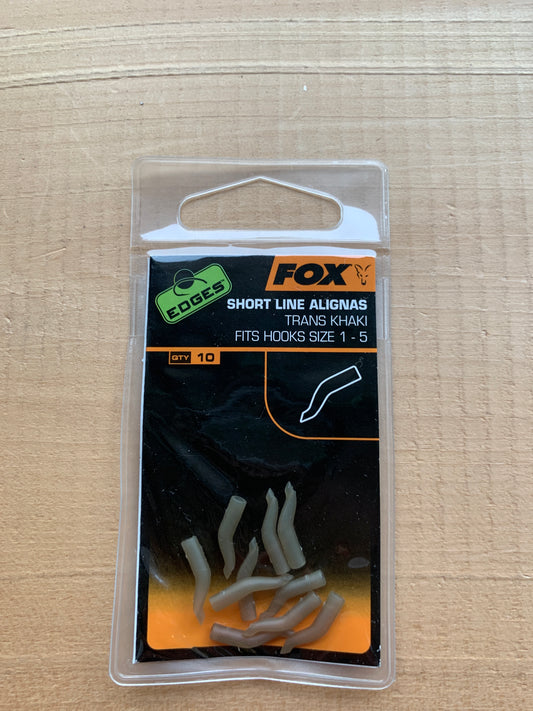 EDGES
FOX
SHORT LINE ALIGNAS
TRANS KHAKI
FITS HOOKS SIZE 1 - 5
QTY 10